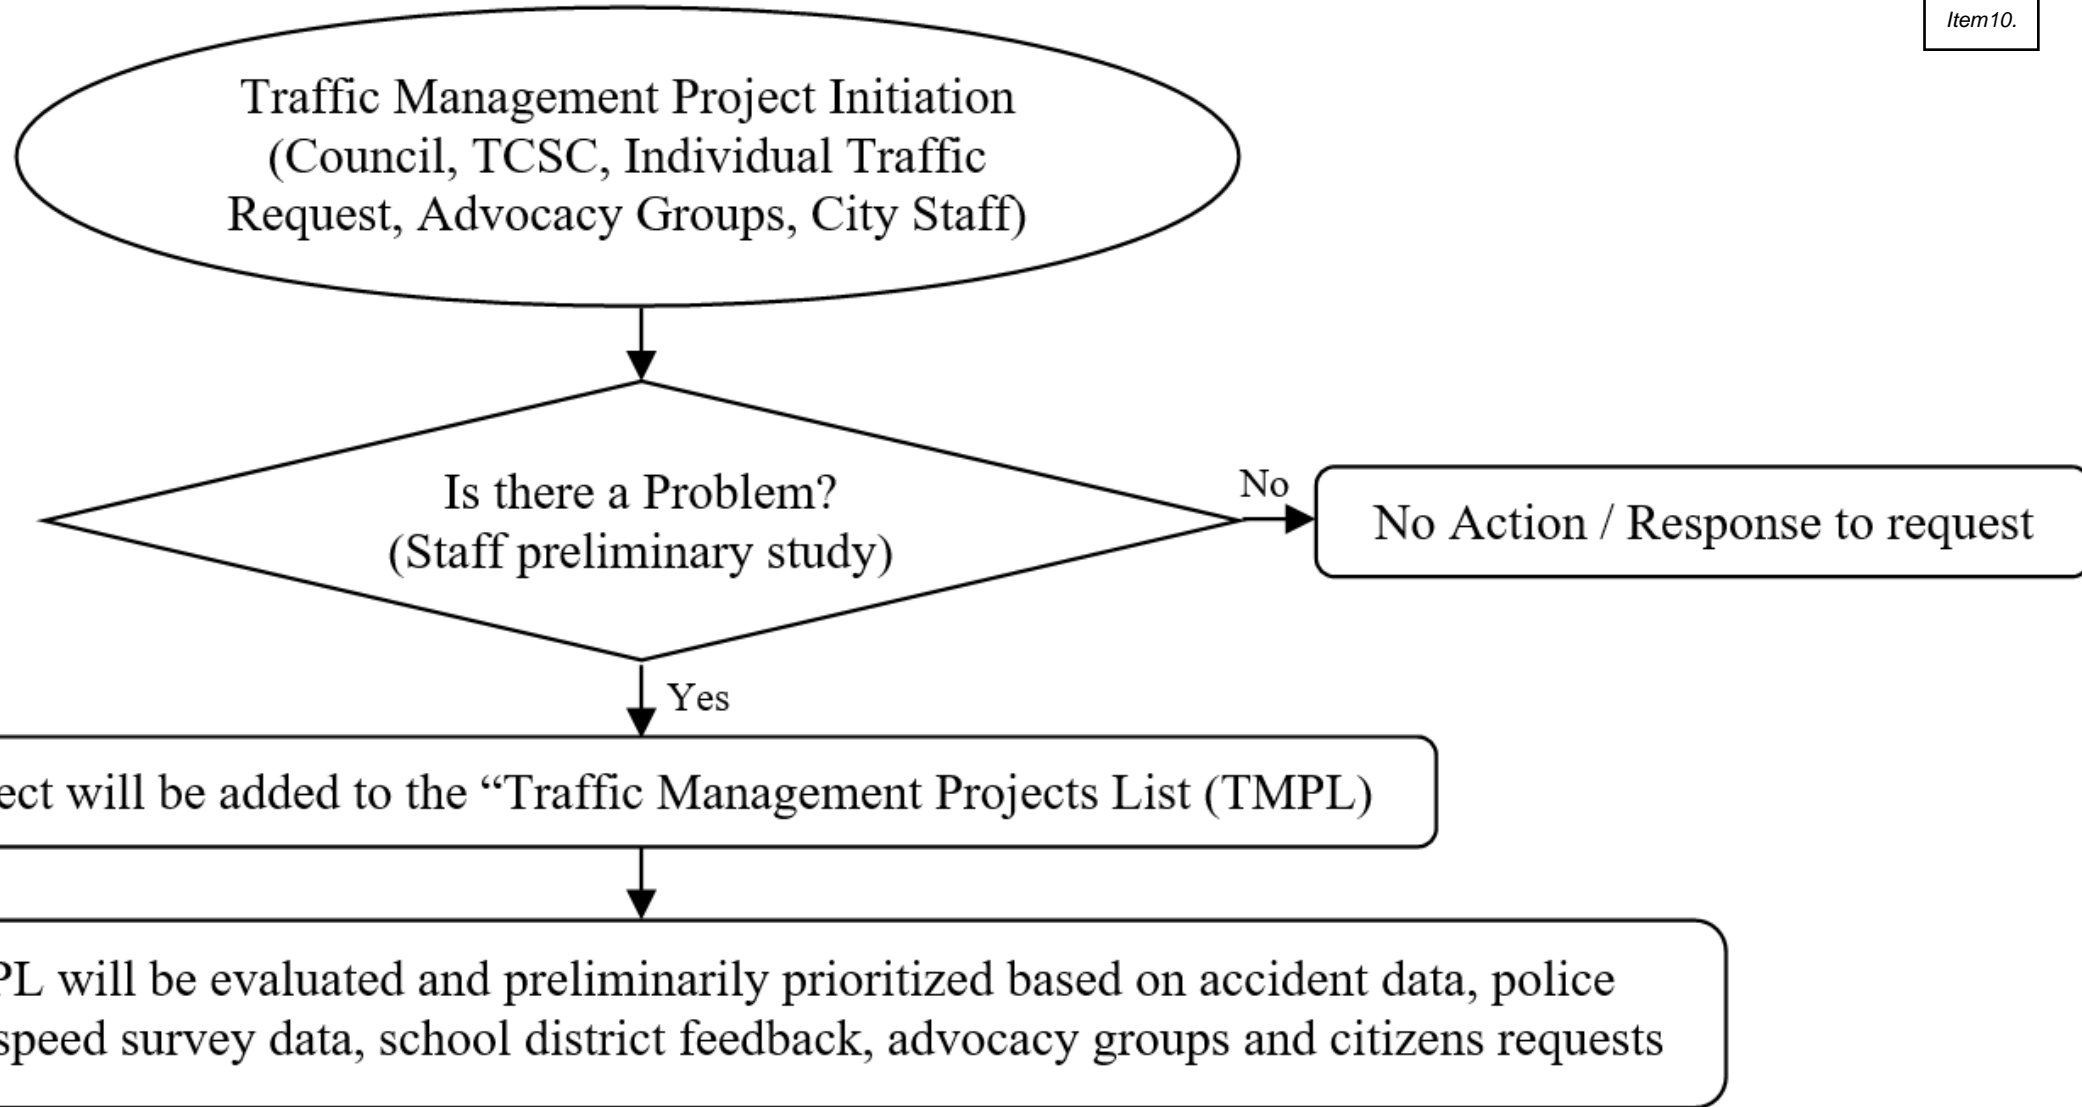 Item10.
Traffic Management Project Initiation
(Council, TCSC, Individual Traffic
Request, Advocacy Groups, City Staff)
Is there a Problem?
(Staff preliminary study)
No
No Action / Response to request
Yes
ect will be added to the “Traffic Management Projects List (TMPL)
PL will be evaluated and preliminarily prioritized based on accident data, police
speed survey data, school district feedback, advocacy groups and citizens requests